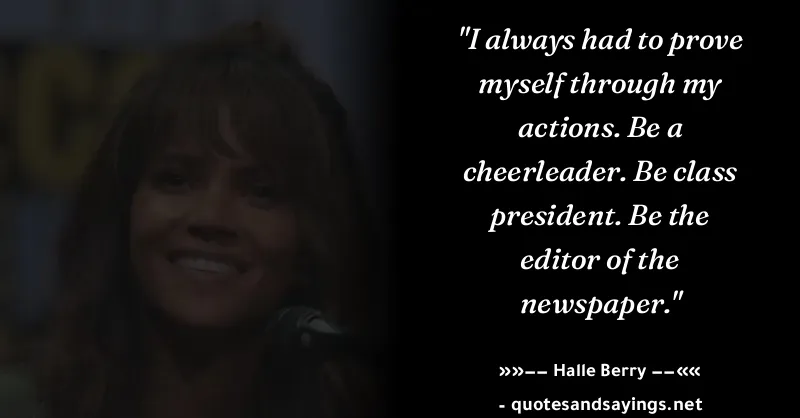 "I always had to prove
myself through my
actions. Be a
cheerleader. Be class
president. Be the
editor of the
newspaper."
»»−− Halle Berry −−««
- quotesandsayings.net